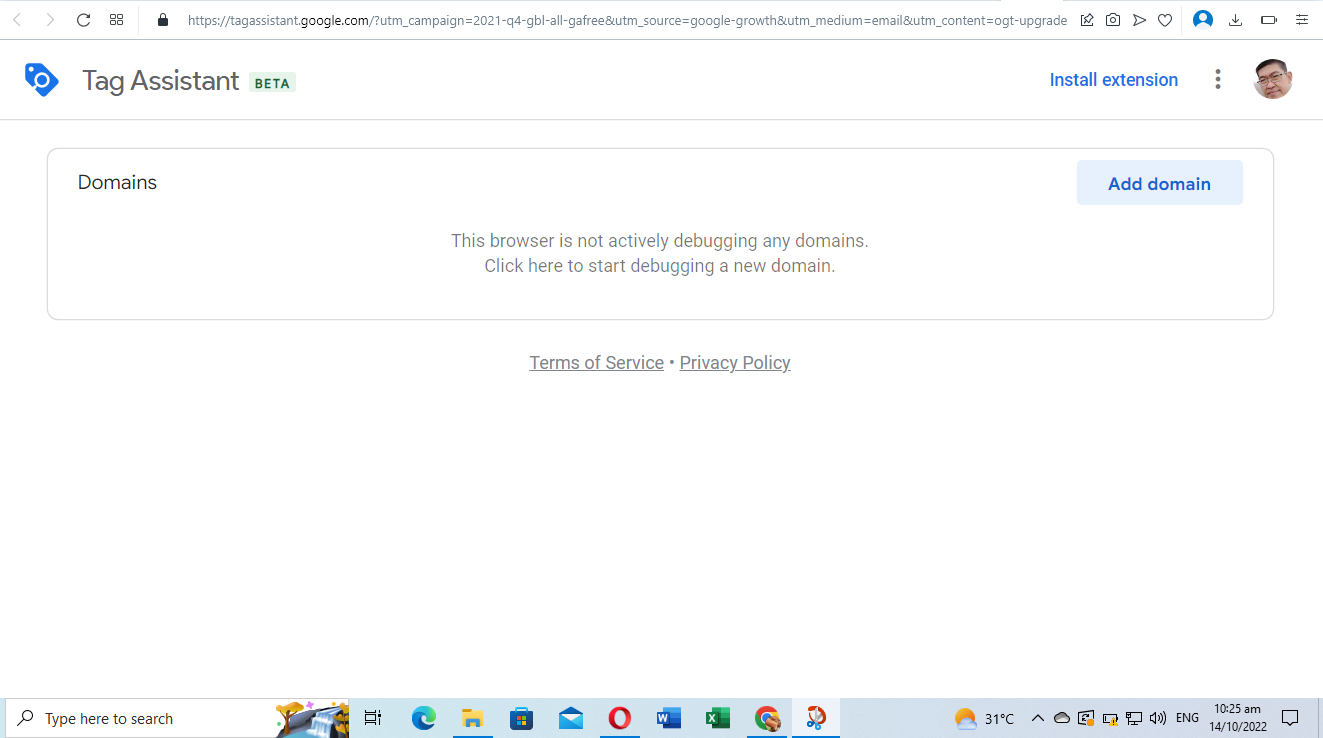 https://tagassistant.google.com/?utm_campaign=2021-q4-gbl-all-gafree&utm_source=google-growth&utm_medium=email&utm_content=ogt-upgrade
Tag Assistant BETA
Install extension
Domains
Add domain
This browser is not actively debugging any domains.
Click here to start debugging a new domain.
Terms of Service • Privacy Policy
Type here to search
31°C
ENG
10:25 am
14/10/2022